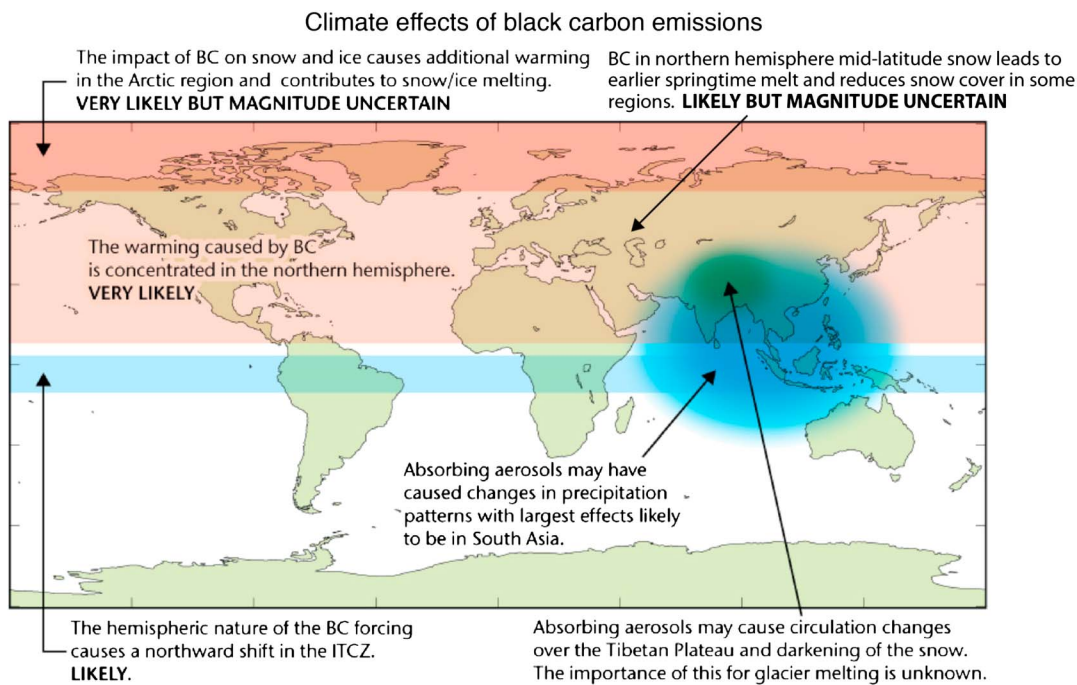 Climate effects of black carbon emissions
The impact of BC on snow and ice causes additional warming
in the Arctic region and contributes to snow/ice melting.
VERY LIKELY BUT MAGNITUDE UNCERTAIN
BC in northern hemisphere mid-latitude snow leads to
earlier springtime melt and reduces snow cover in some
regions. LIKELY BUT MAGNITUDE UNCERTAIN
The warming caused by BC
is concentrated in the northern hemisphere.
VERY LIKELY
Absorbing aerosols may have
caused changes in precipitation
patterns with largest effects likely
to be in South Asia.
The hemispheric nature of the BC forcing
causes a northward shift in the ITCZ.
LIKELY.
Absorbing aerosols may cause circulation changes
over the Tibetan Plateau and darkening of the snow.
The importance of this for glacier melting is unknown.